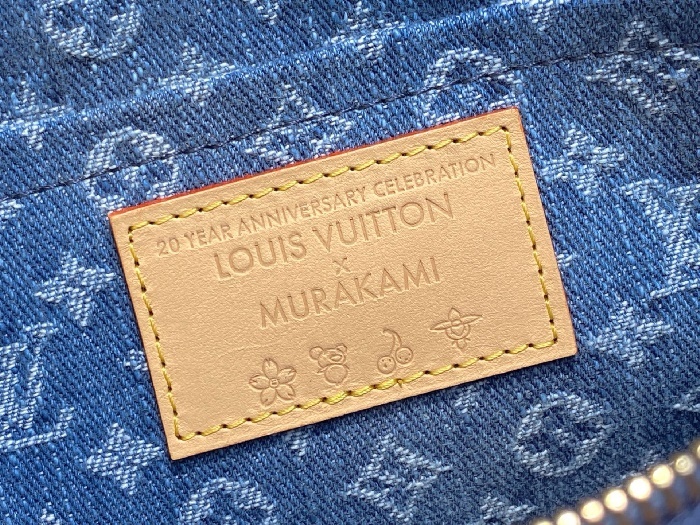 20 YEAR ANNIVERSARY CELEBRATION
LOUIS VUITTON
×
MURAKAMI